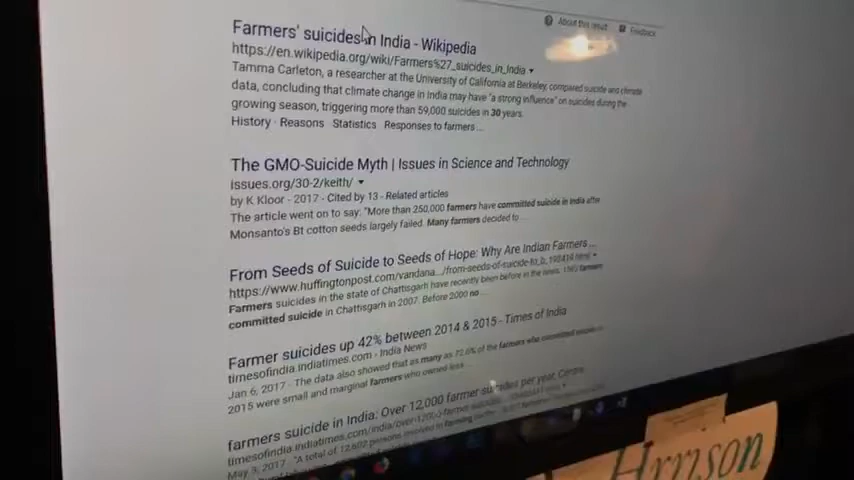 About this result Feedback
Farmers' suicides in India - Wikipedia
https://en.wikipedia.org/wiki/Farmers%27_suicides_in_India
Tamma Carleton, a researcher at the University of California at Berkeley, compared suicide and climate
data, concluding that climate change in India may have "a strong influence" on suicides during the
growing season, triggering more than 59,000 suicides in 30 years.
History · Reasons Statistics Responses to farmers ...
The GMO-Suicide Myth | Issues in Science and Technology
issues.org/30-2/keith/
by K Kloor - 2017 - Cited by 13 - Related articles
The article went on to say: "More than 250,000 farmers have committed suicide in India after
Monsanto's Bt cotton seeds largely failed. Many farmers decided to ...
From Seeds of Suicide to Seeds of Hope: Why Are Indian Farmers ...
https://www.huffingtonpost.com/vandana.../from-seeds-of-suicide-to_b_192419.html
Farmers suicides in the state of Chattisgarh have recently been before in the news. 1593 farmers
committed suicide in Chattisgarh in 2007. Before 2000 no ...
Farmer suicides up 42% between 2014 & 2015 - Times of India
timesofindia.indiatimes.com › India News
Jan 6, 2017 - The data also showed that as many as 72.6% of the farmers who committed
2015 were small and marginal farmers who owned less ...
farmers suicide in India: Over 12,000 farmer suicides per year, Centre
timesofindia.indiatimes.com/india/over-12000-farmer-suicides
May 3, 2017 - "A total of 12,602 persons involved in farming
Hyrison